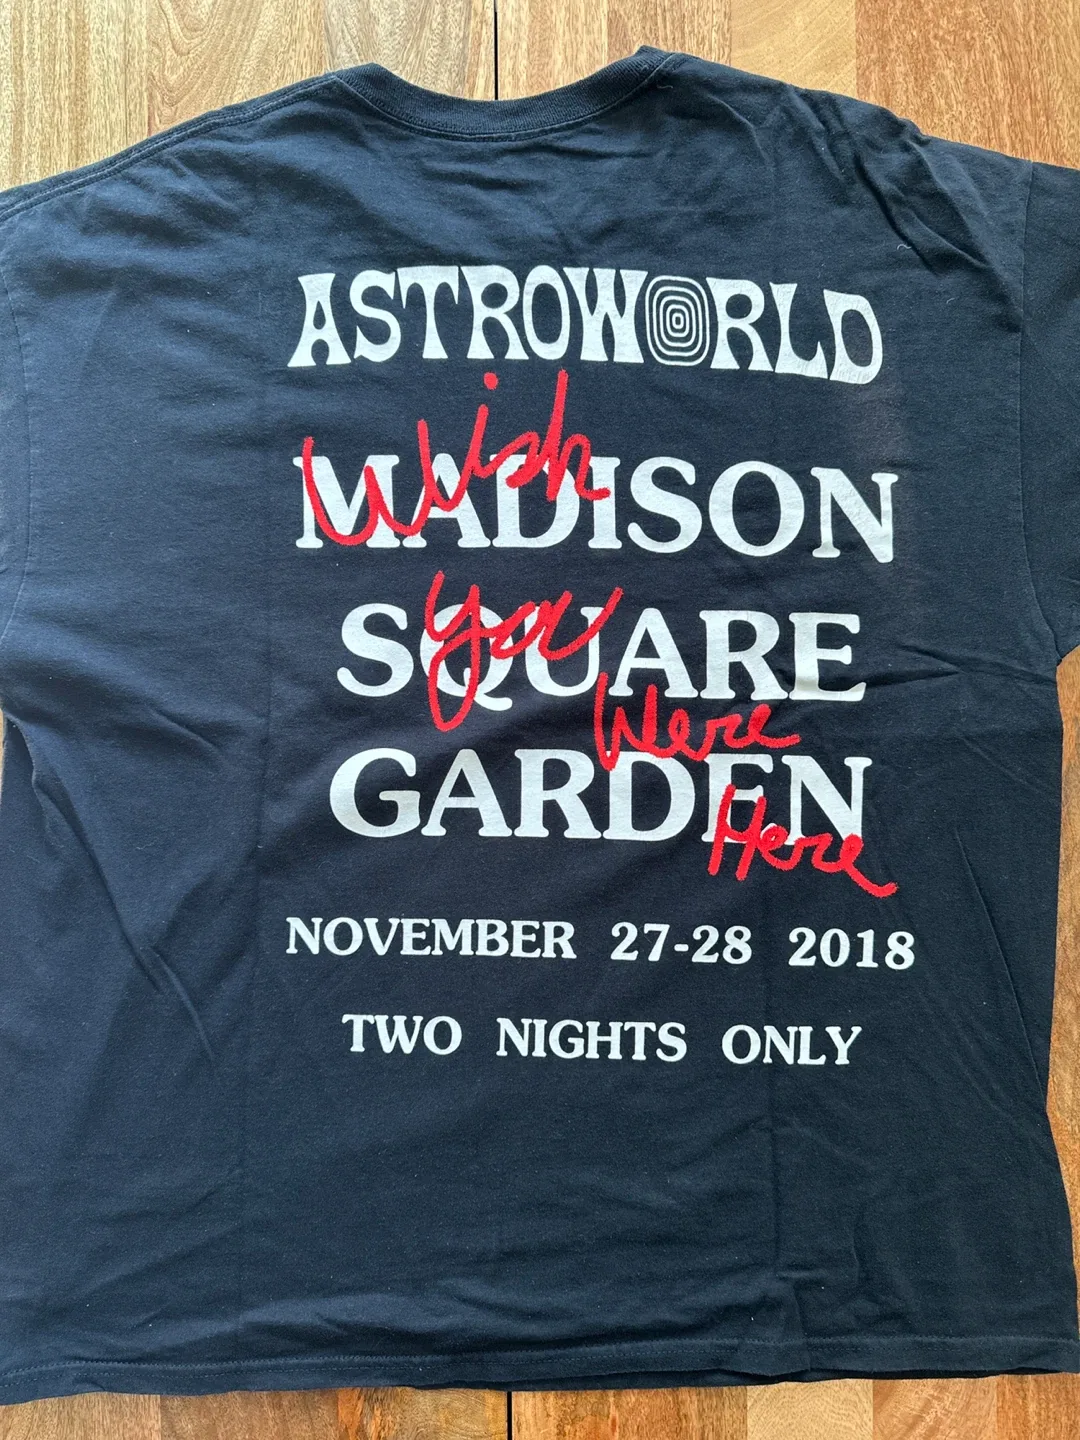 ASTROWORLD
Wish
MADISON
You
SQUARE
Were
GARDEN
Here
NOVEMBER 27-28 2018
TWO NIGHTS ONLY